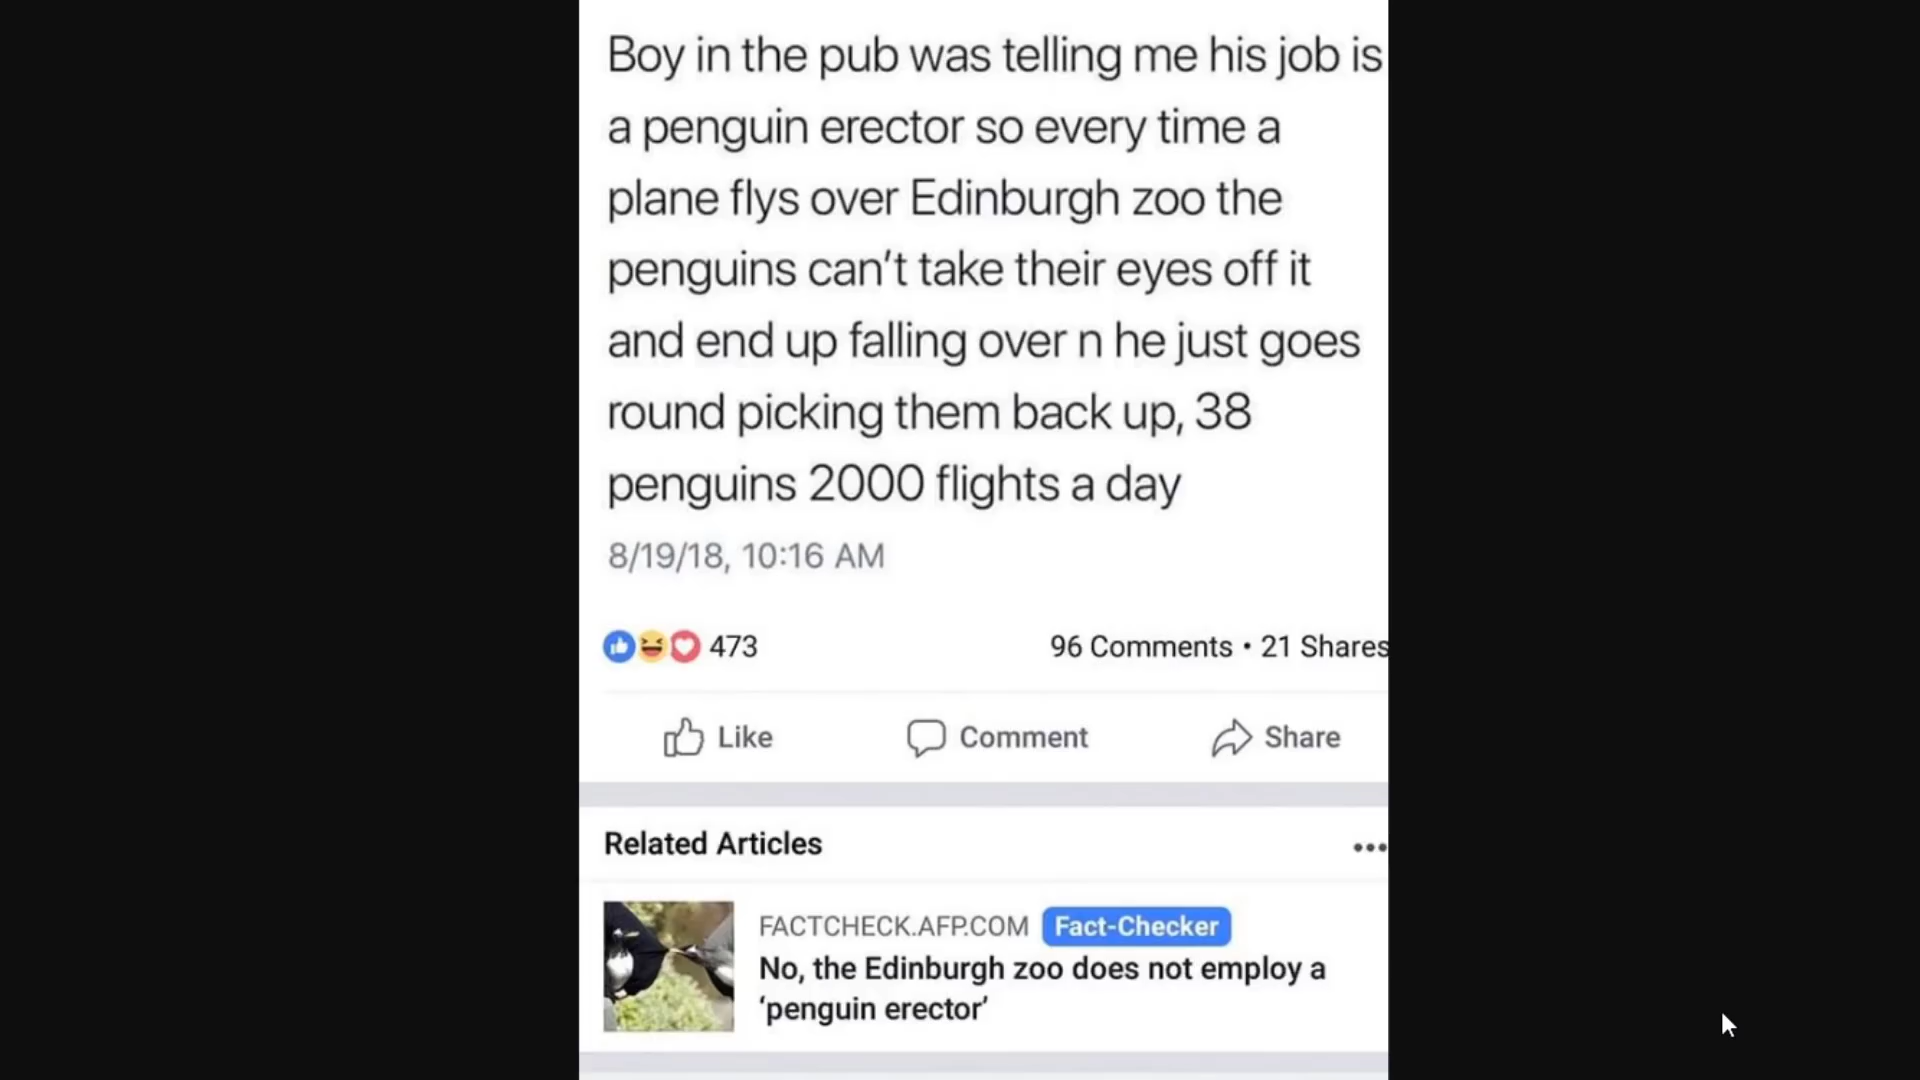 Boy in the pub was telling me his job is
a penguin erector so every time a
plane flys over Edinburgh zoo the
penguins can’t take their eyes off it
and end up falling over n he just goes
round picking them back up, 38
penguins 2000 flights a day
8/19/18, 10:16 AM
473 96 Comments • 21 Shares
Like Comment Share
Related Articles
FACTCHECK.AFP.COM Fact-Checker
No, the Edinburgh zoo does not employ a
‘penguin erector’